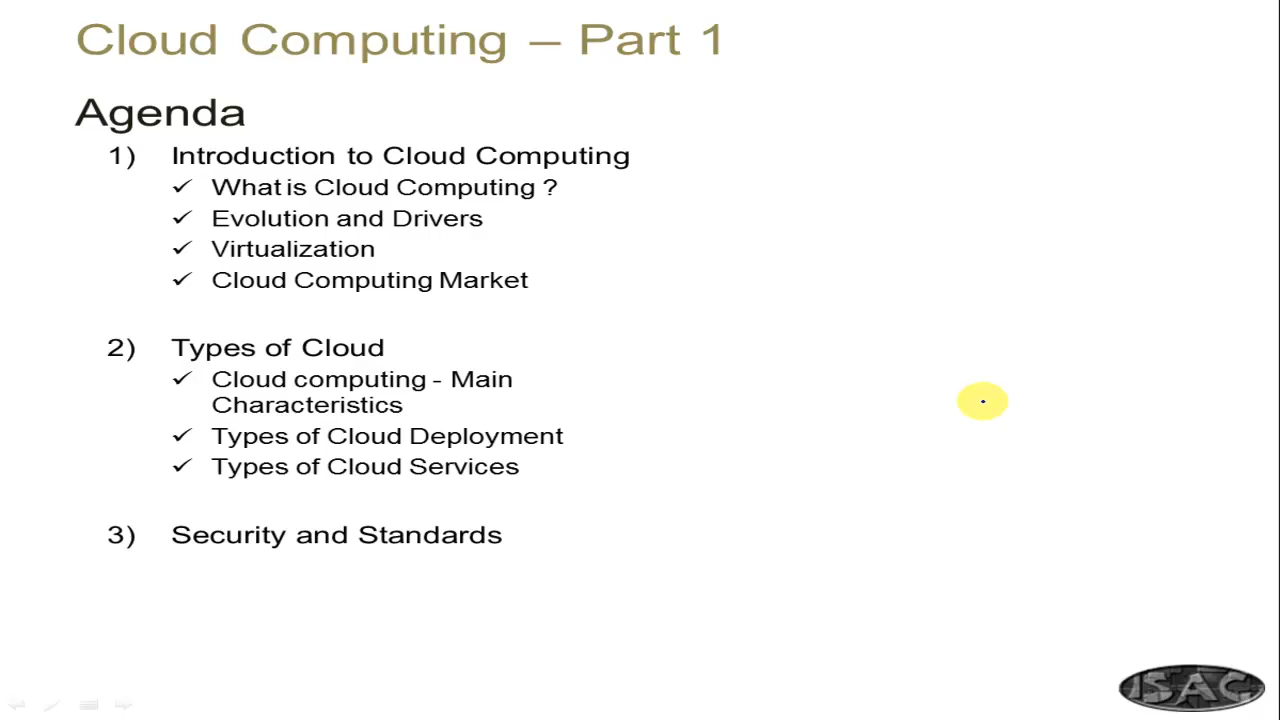 Cloud Computing – Part 1
Agenda
1) Introduction to Cloud Computing
✓ What is Cloud Computing ?
✓ Evolution and Drivers
✓ Virtualization
✓ Cloud Computing Market
2) Types of Cloud
✓ Cloud computing - Main
Characteristics
✓ Types of Cloud Deployment
✓ Types of Cloud Services
3) Security and Standards
ISAC